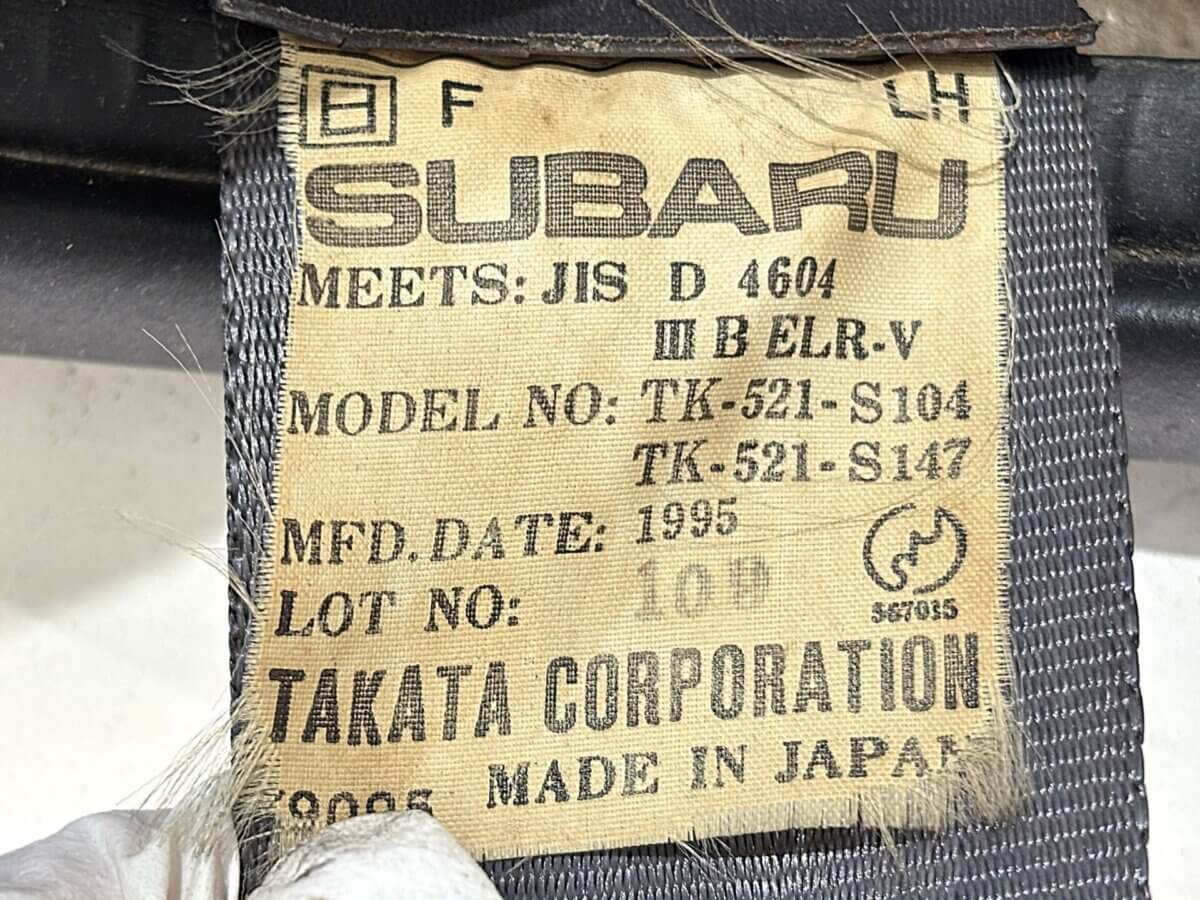 日 F LH
SUBARU
MEETS: JIS D 4604
III B ELR-V
MODEL NO: TK-521-S104
TK-521-S147
MFD.DATE: 1995
LOT NO:
567015
TAKATA CORPORATION
MADE IN JAPAN